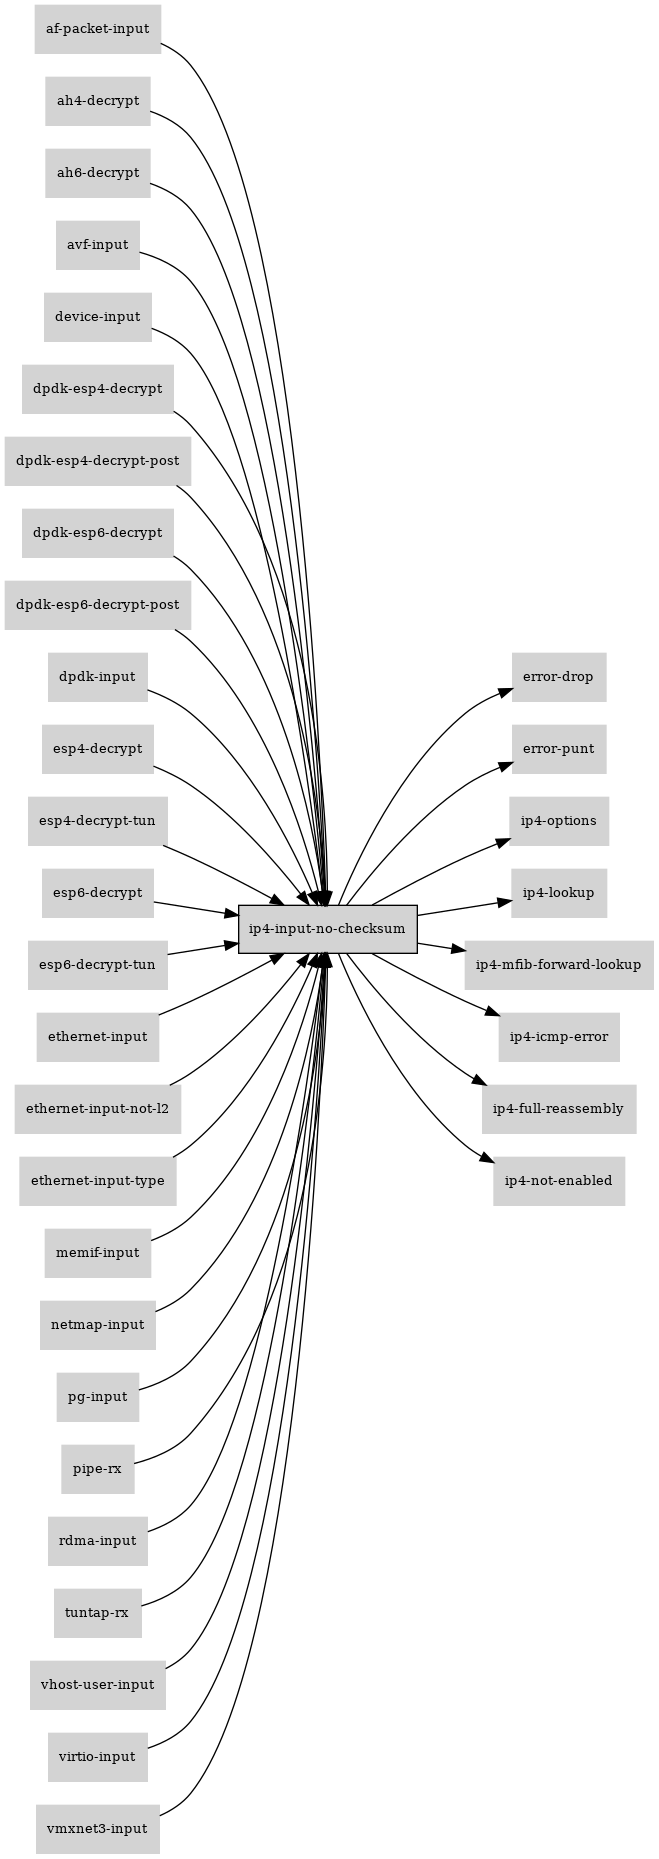 af-packet-input
ah4-decrypt
ah6-decrypt
avf-input
device-input
dpdk-esp4-decrypt
dpdk-esp4-decrypt-post
dpdk-esp6-decrypt
dpdk-esp6-decrypt-post
dpdk-input
esp4-decrypt
esp4-decrypt-tun
esp6-decrypt
esp6-decrypt-tun
ethernet-input
ethernet-input-not-l2
ethernet-input-type
memif-input
netmap-input
pg-input
pipe-rx
rdma-input
tuntap-rx
vhost-user-input
virtio-input
vmxnet3-input
ip4-input-no-checksum
error-drop
error-punt
ip4-options
ip4-lookup
ip4-mfib-forward-lookup
ip4-icmp-error
ip4-full-reassembly
ip4-not-enabled